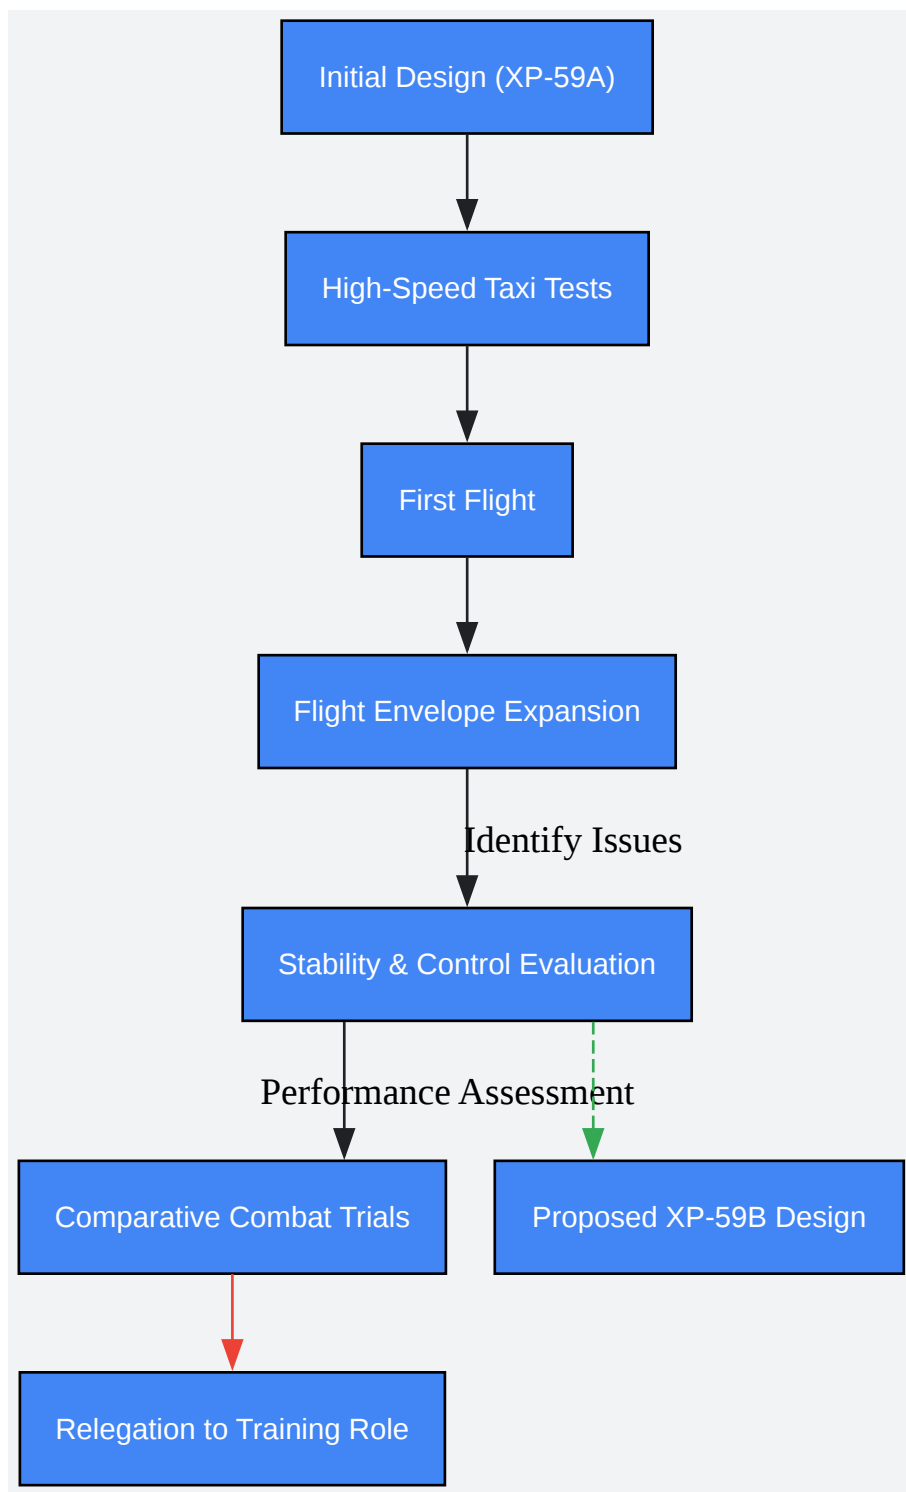 Initial Design (XP-59A)
High-Speed Taxi Tests
First Flight
Flight Envelope Expansion
Identify Issues
Stability & Control Evaluation
Performance Assessment
Comparative Combat Trials
Proposed XP-59B Design
Relegation to Training Role